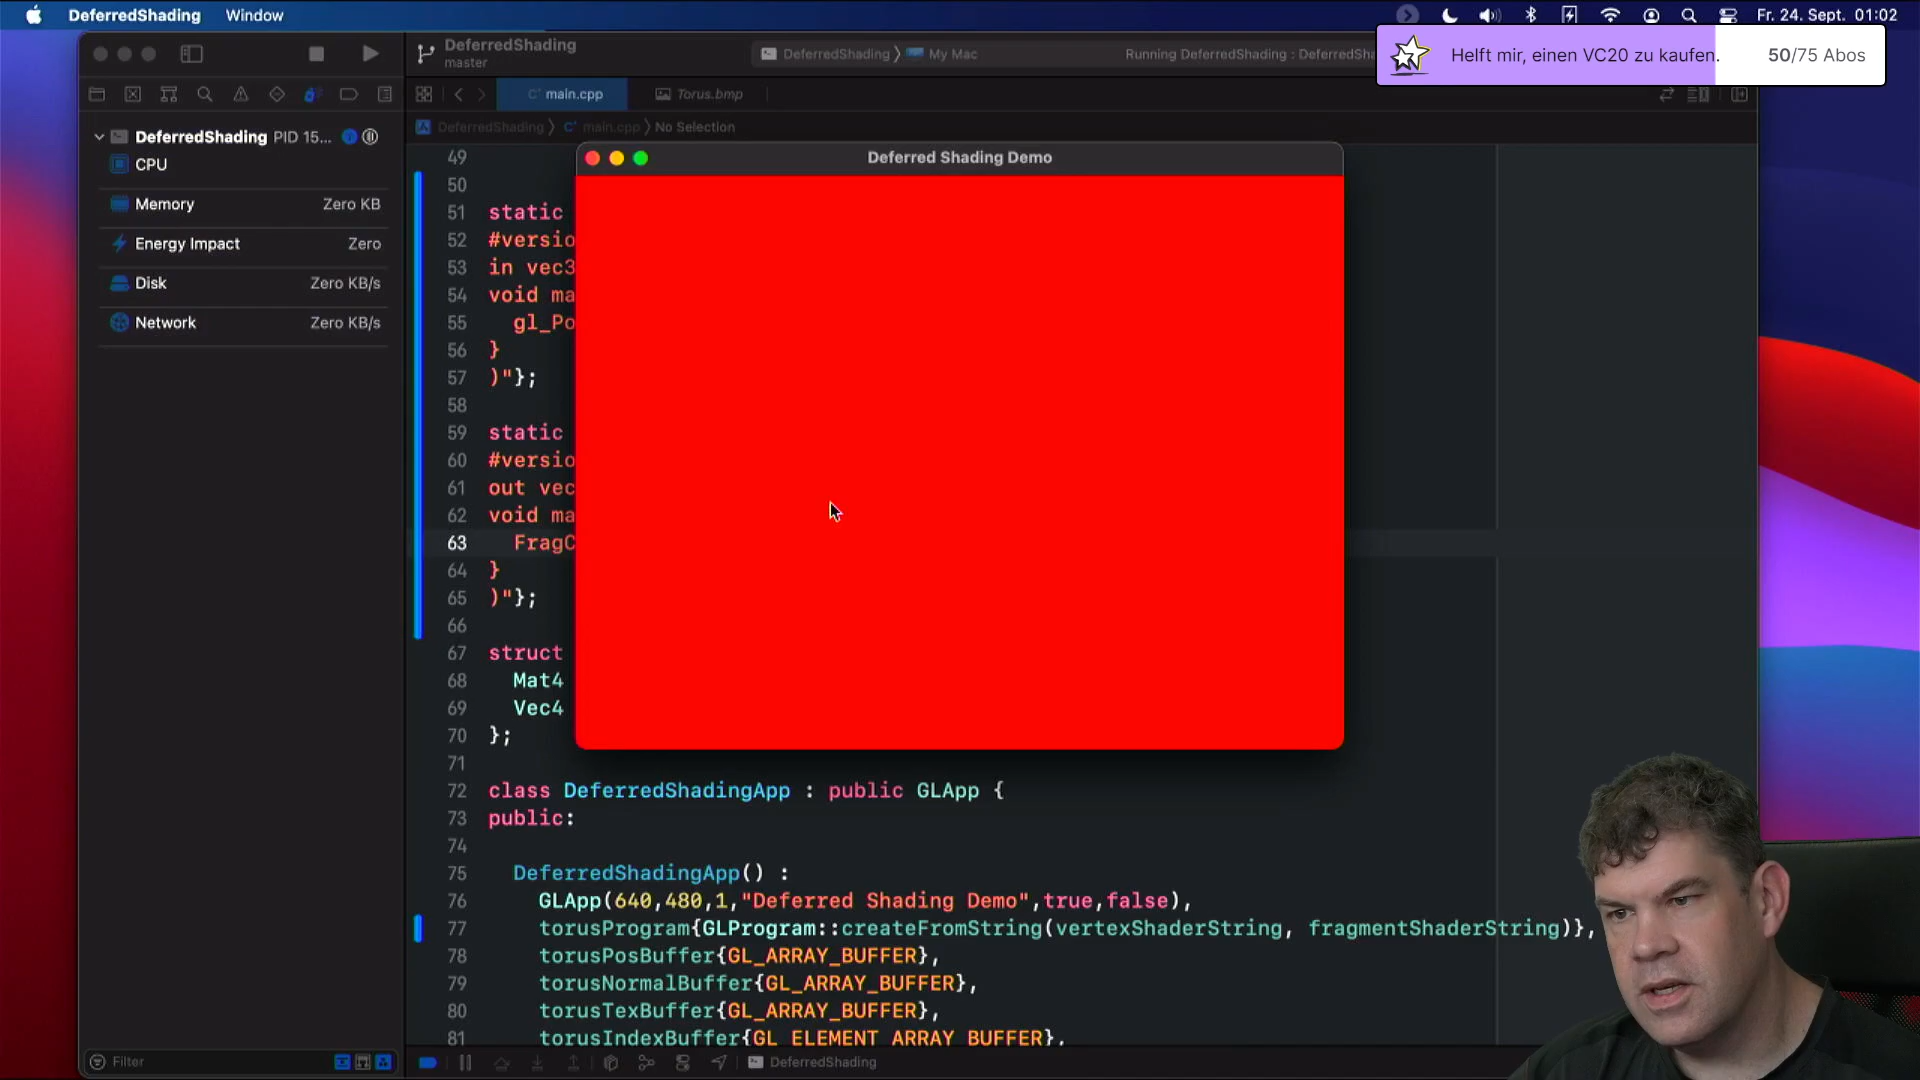 DeferredShading Window Fr. 24. Sept. 01:02
Helft mir, einen VC20 zu kaufen. 50/75 Abos
DeferredShading
master
DeferredShading My Mac
Running DeferredShading : DeferredSha
main.cpp Torus.bmp
DeferredShading main.cpp No Selection
DeferredShading PID 15...
CPU
Memory Zero KB
Energy Impact Zero
Disk Zero KB/s
Network Zero KB/s
Deferred Shading Demo
49
50
51 static
52 #versio
53 in vec3
54 void ma
55 gl_Po
56 }
57 )"};
58
59 static
60 #versio
61 out vec
62 void ma
63 FragC
64 }
65 )"};
66
67 struct
68 Mat4
69 Vec4
70 };
71
72 class DeferredShadingApp : public GLApp {
73 public:
74
75 DeferredShadingApp() :
76 GLApp(640,480,1,"Deferred Shading Demo",true,false),
77 torusProgram{GLProgram::createFromString(vertexShaderString, fragmentShaderString)},
78 torusPosBuffer{GL_ARRAY_BUFFER},
79 torusNormalBuffer{GL_ARRAY_BUFFER},
80 torusTexBuffer{GL_ARRAY_BUFFER},
81 torusIndexBuffer{GL_ELEMENT_ARRAY_BUFFER},
Filter
DeferredShading